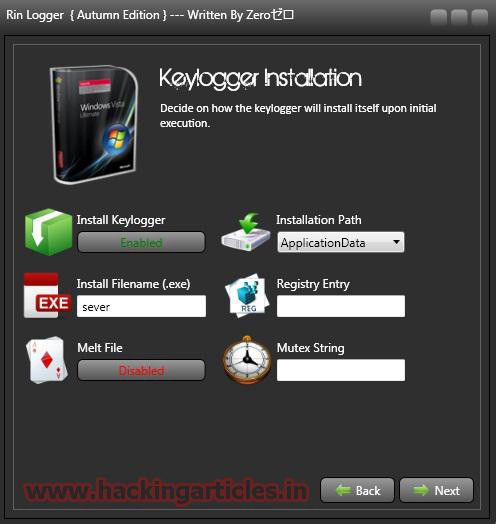 Rin Logger { Autumn Edition } --- Written By Zeroゼロ
Keylogger Installation
Decide on how the keylogger will install itself upon initial
execution.
Windows Vista
Ultimate
Install Keylogger
Enabled
Installation Path
ApplicationData
Install Filename (.exe)
EXE
sever
Registry Entry
REG
Melt File
A
Disabled
Mutex String
www.hackingarticles.in
Back
Next